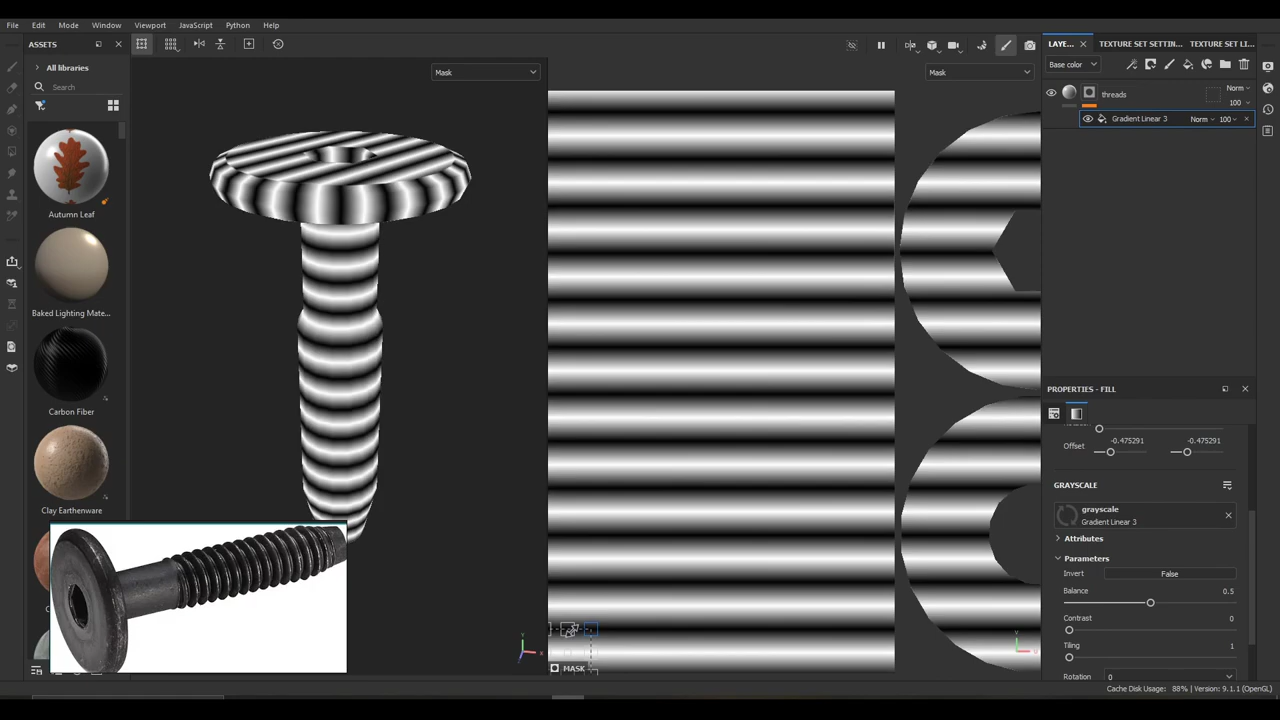 File Edit Mode Window Viewport JavaScript Python Help
ASSETS
All libraries
Search
Autumn Leaf
Baked Lighting Mate...
Carbon Fiber
Clay Earthenware
Mask
Mask
MASK
LAYE...
TEXTURE SET SETTIN...
TEXTURE SET LI...
Base color
threads
Norm
100
Gradient Linear 3
Norm
100
PROPERTIES - FILL
Offset
-0.475291
-0.475291
GRAYSCALE
grayscale
Gradient Linear 3
Attributes
Parameters
Invert
False
Balance
0.5
Contrast
0
Tiling
1
Rotation
0
Cache Disk Usage: 88% | Version: 9.1.1 (OpenGL)